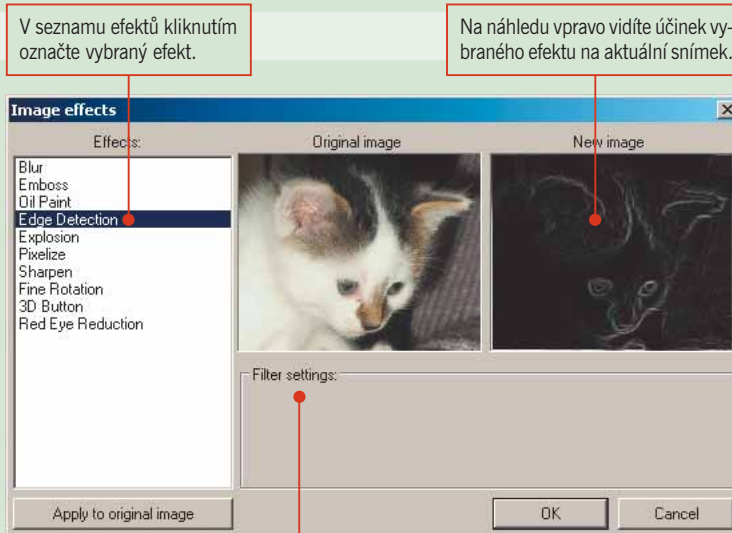 V seznamu efektů kliknutím
označte vybraný efekt.
Na náhledu vpravo vidíte účinek vy-
braného efektu na aktuální snímek.
Image effects
Effects:
Original image
New image
Blur
Emboss
Oil Paint
Edge Detection
Explosion
Pixelize
Sharpen
Fine Rotation
3D Button
Red Eye Reduction
Filter settings:
Apply to original image
OK
Cancel